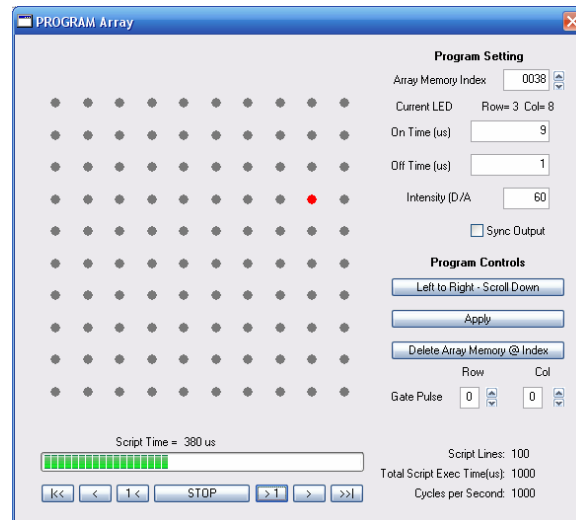 PROGRAM Array
Program Setting
Array Memory Index 0038
Current LED Row= 3 Col= 8
On Time (us) 9
Off Time (us) 1
Intensity (D/A 60
Sync Output
Program Controls
Left to Right - Scroll Down
Apply
Delete Array Memory @ Index
Row Col
Gate Pulse 0 0
Script Time = 380 us
|<< < 1< STOP >1 > >>|
Script Lines: 100
Total Script Exec Time(us): 1000
Cycles per Second: 1000